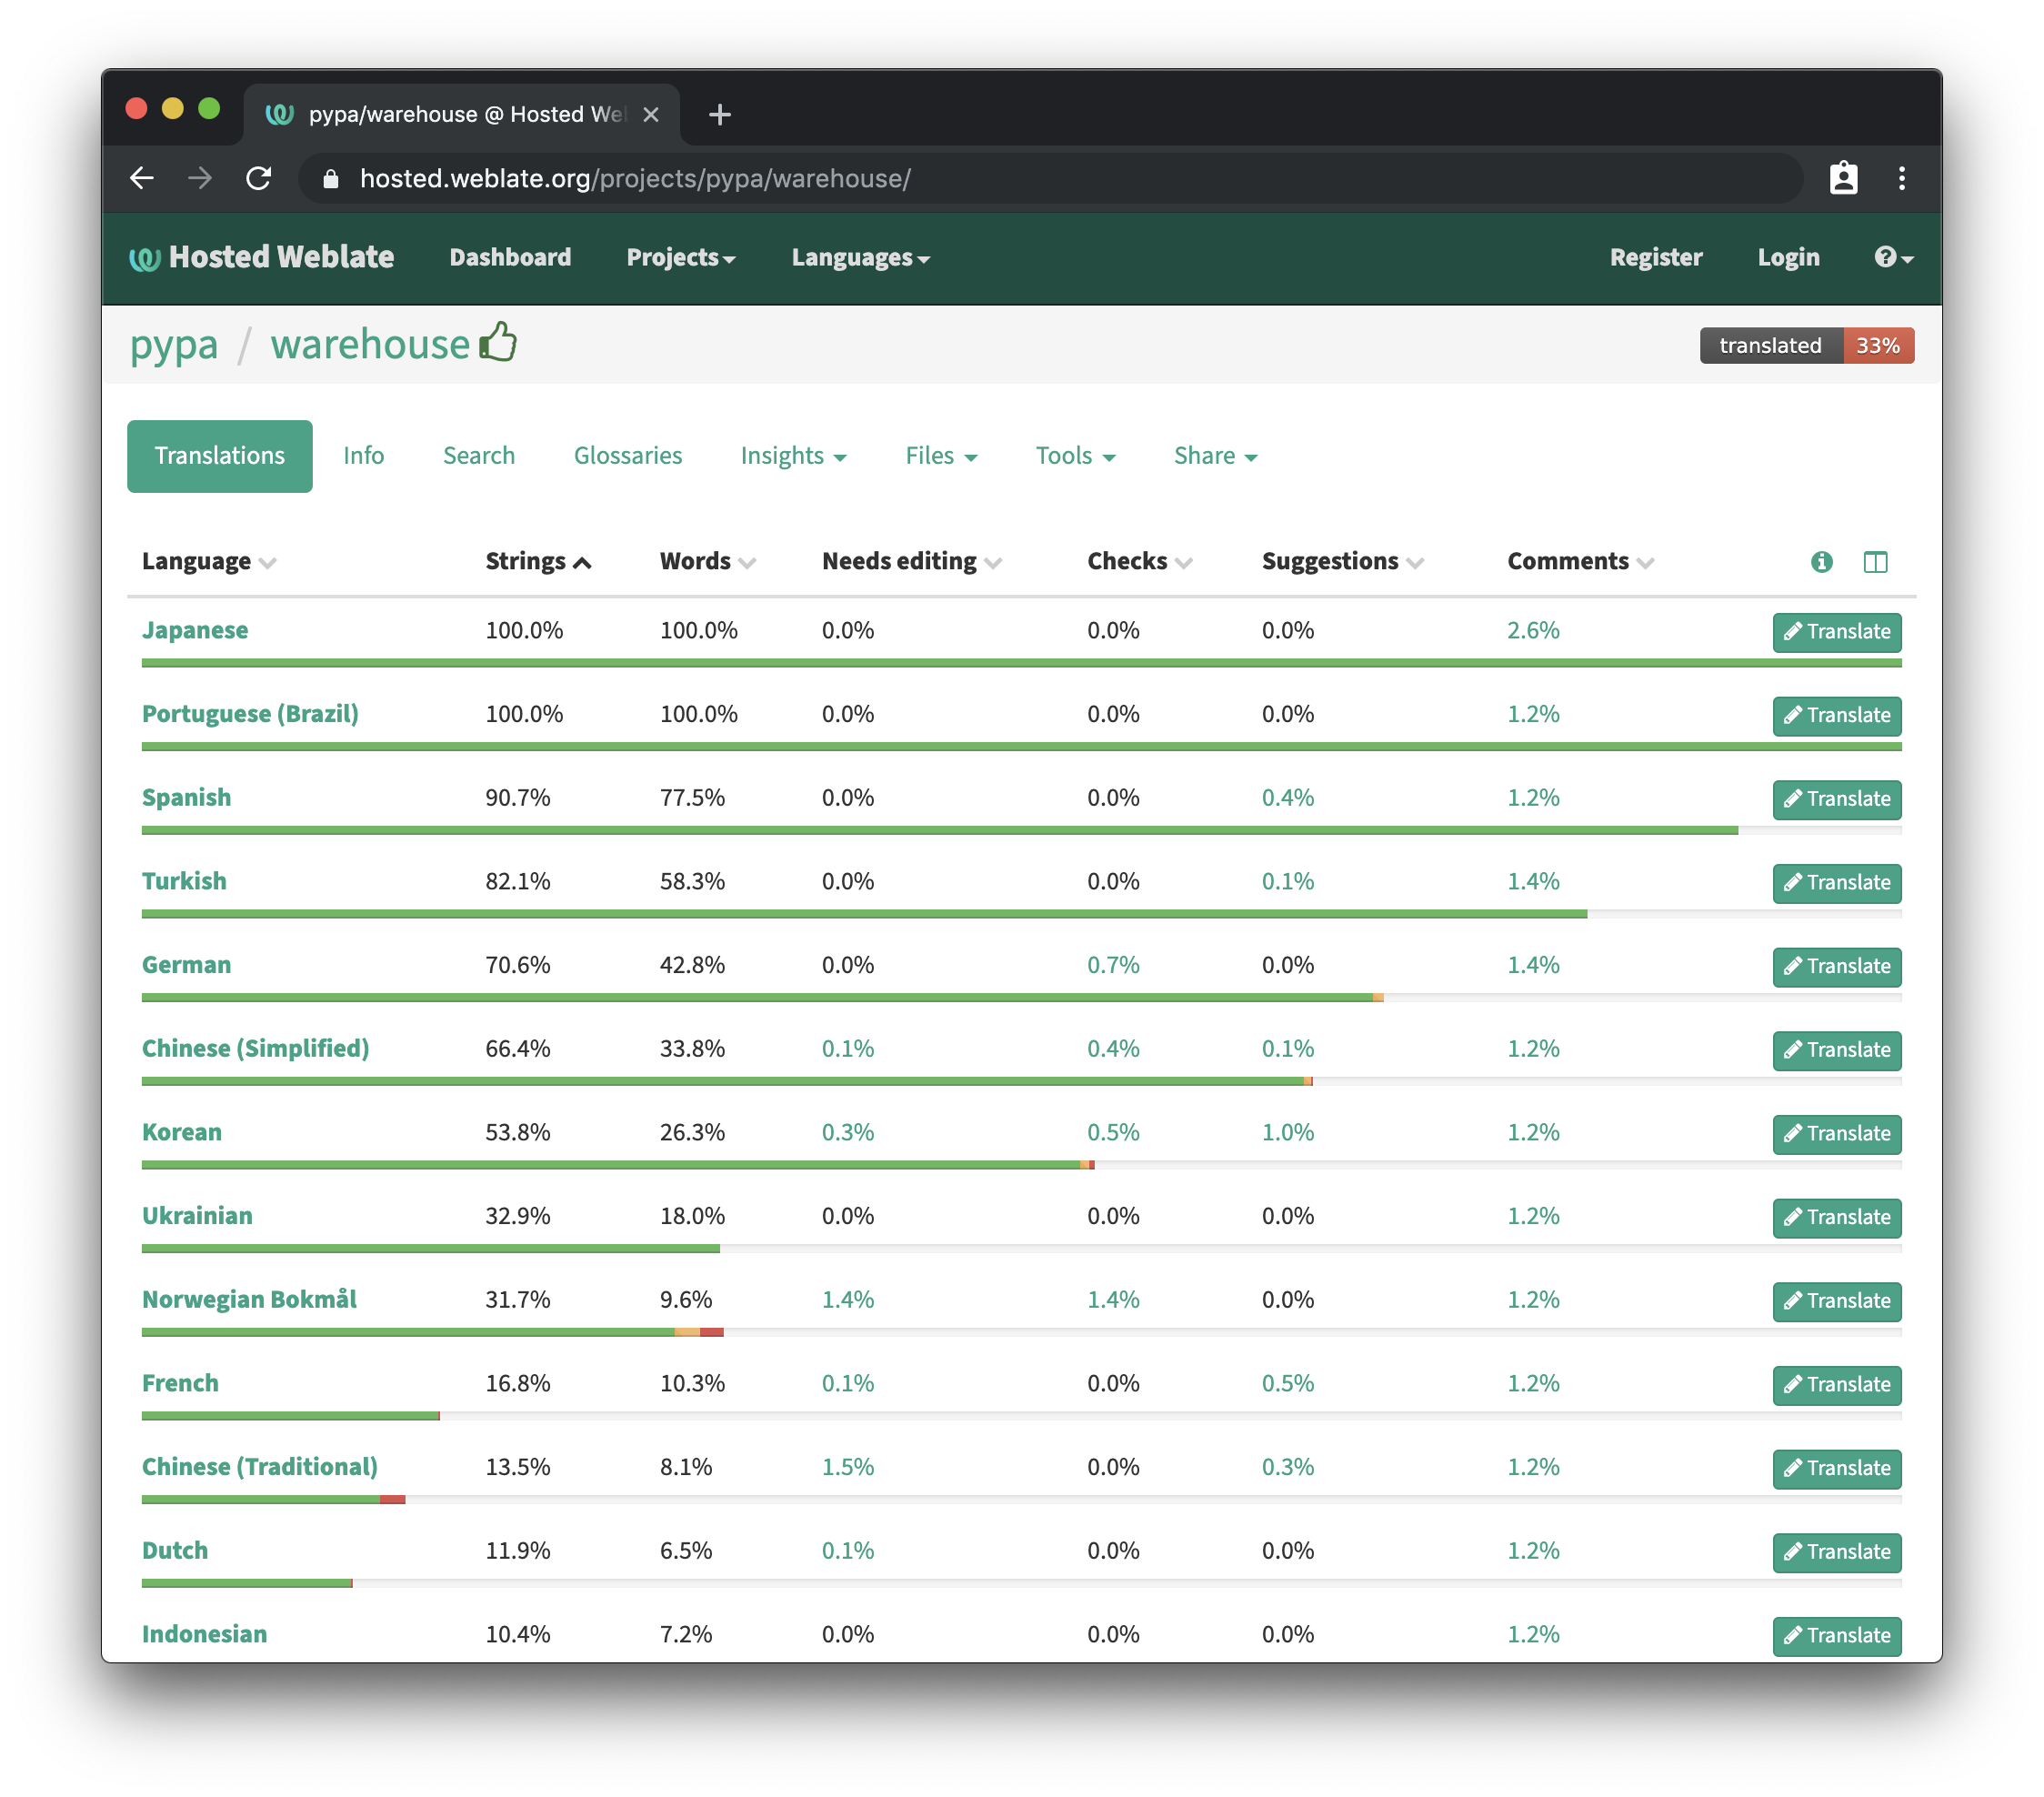 pypa/warehouse @ Hosted We
hosted.weblate.org/projects/pypa/warehouse/
Hosted Weblate Dashboard Projects Languages Register Login
pypa / warehouse translated 33%
Translations Info Search Glossaries Insights Files Tools Share
Language Strings Words Needs editing Checks Suggestions Comments
Japanese 100.0% 100.0% 0.0% 0.0% 0.0% 2.6% Translate
Portuguese (Brazil) 100.0% 100.0% 0.0% 0.0% 0.0% 1.2% Translate
Spanish 90.7% 77.5% 0.0% 0.0% 0.4% 1.2% Translate
Turkish 82.1% 58.3% 0.0% 0.0% 0.1% 1.4% Translate
German 70.6% 42.8% 0.0% 0.7% 0.0% 1.4% Translate
Chinese (Simplified) 66.4% 33.8% 0.1% 0.4% 0.1% 1.2% Translate
Korean 53.8% 26.3% 0.3% 0.5% 1.0% 1.2% Translate
Ukrainian 32.9% 18.0% 0.0% 0.0% 0.0% 1.2% Translate
Norwegian Bokmål 31.7% 9.6% 1.4% 1.4% 0.0% 1.2% Translate
French 16.8% 10.3% 0.1% 0.0% 0.5% 1.2% Translate
Chinese (Traditional) 13.5% 8.1% 1.5% 0.0% 0.3% 1.2% Translate
Dutch 11.9% 6.5% 0.1% 0.0% 0.0% 1.2% Translate
Indonesian 10.4% 7.2% 0.0% 0.0% 0.0% 1.2% Translate